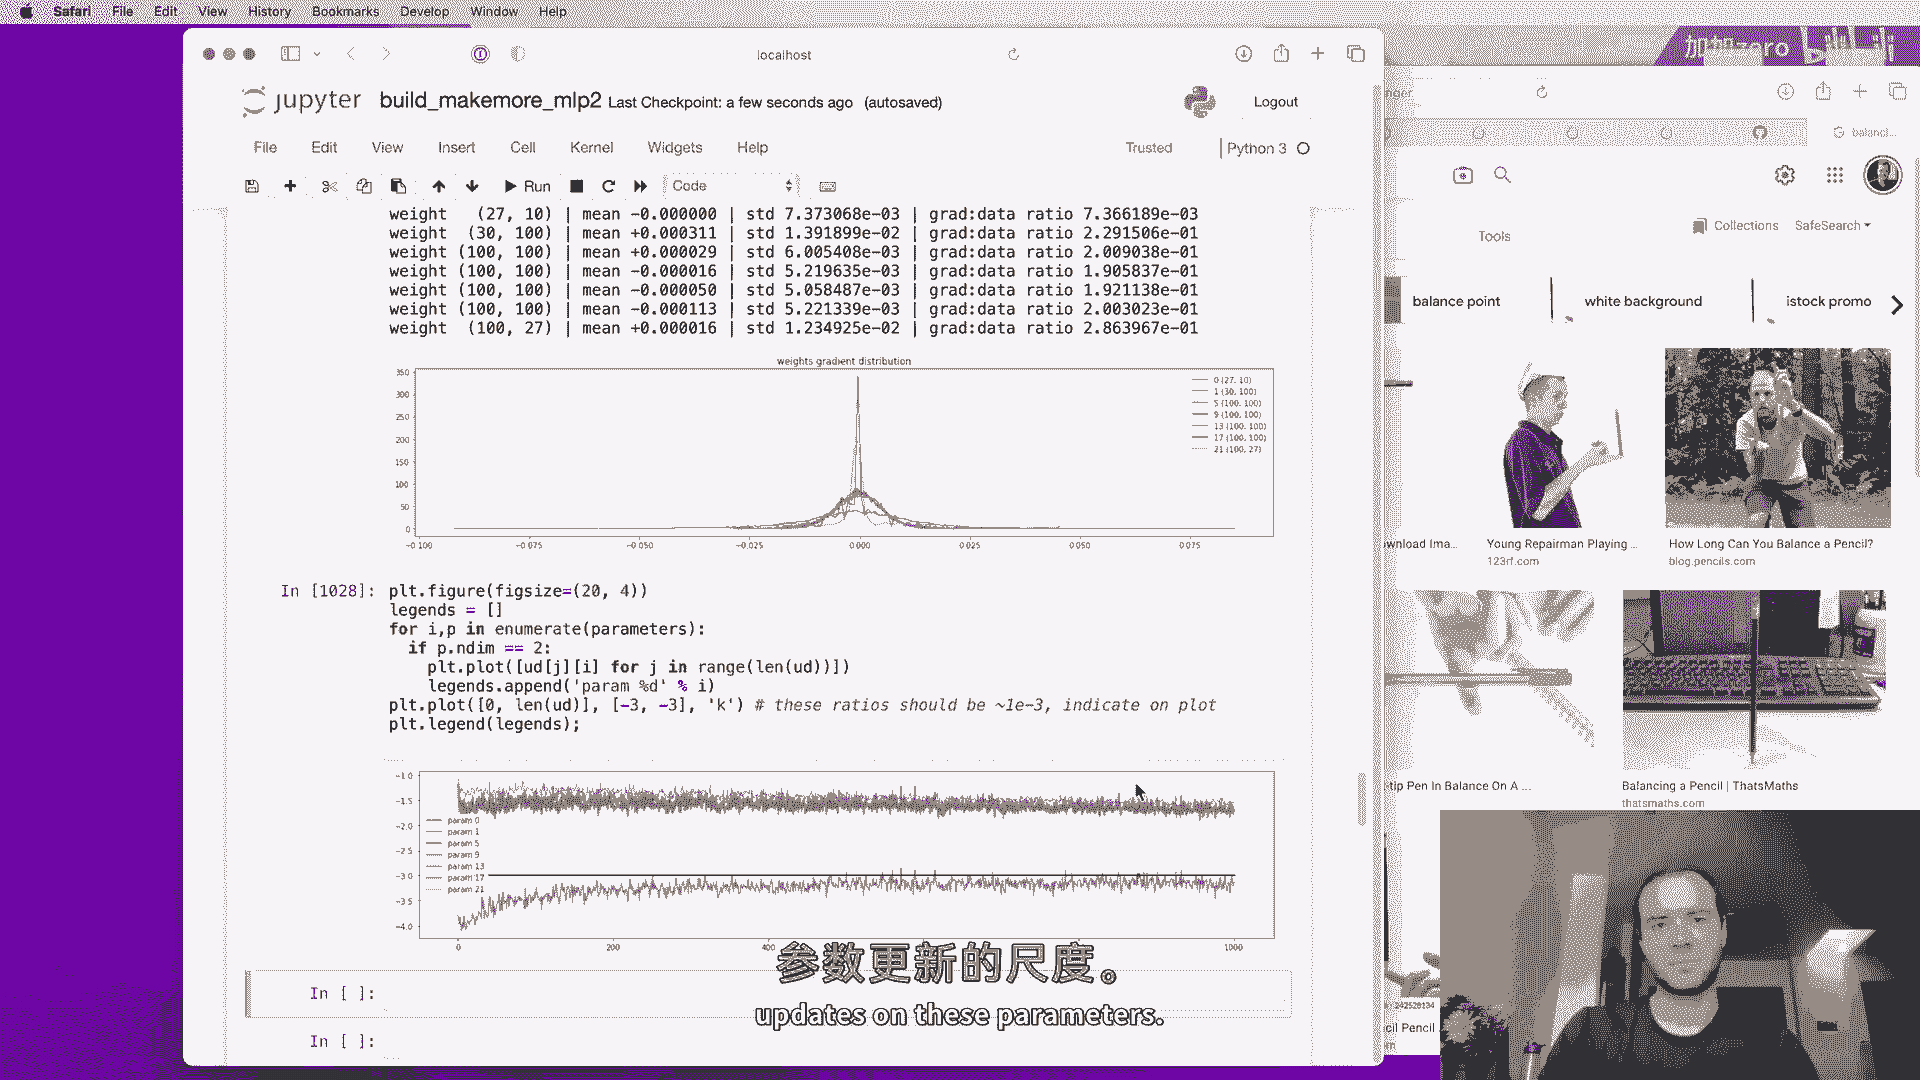 Safari File Edit View History Bookmarks Develop Window Help
加加zero bilibili
localhost
jupyter build_makemore_mlp2 Last Checkpoint: a few seconds ago (autosaved)
Logout
File Edit View Insert Cell Kernel Widgets Help
Trusted
Python 3
Run
Code
weight (27, 10) | mean -0.000000 | std 7.373068e-03 | grad:data ratio 7.366189e-03
weight (30, 100) | mean +0.000311 | std 1.391899e-02 | grad:data ratio 2.291506e-01
weight (100, 100) | mean +0.000029 | std 6.005408e-03 | grad:data ratio 2.009038e-01
weight (100, 100) | mean -0.000016 | std 5.219635e-03 | grad:data ratio 1.905837e-01
weight (100, 100) | mean -0.000050 | std 5.058487e-03 | grad:data ratio 1.921138e-01
weight (100, 100) | mean -0.000113 | std 5.221339e-03 | grad:data ratio 2.003023e-01
weight (100, 27) | mean +0.000016 | std 1.234925e-02 | grad:data ratio 2.863967e-01
weights gradient distribution
350
300
250
200
150
100
50
0
0 (27, 10)
1 (30, 100)
5 (100, 100)
9 (100, 100)
13 (100, 100)
17 (100, 100)
21 (100, 27)
-0.100 -0.075 -0.050 -0.025 0.000 0.025 0.050 0.075
In [1028]:
plt.figure(figsize=(20, 4))
legends = []
for i,p in enumerate(parameters):
if p.ndim == 2:
plt.plot([ud[j][i] for j in range(len(ud))])
legends.append('param %d' % i)
plt.plot([0, len(ud)], [-3, -3], 'k') # these ratios should be ~1e-3, indicate on plot
plt.legend(legends);
-1.0
-1.5
-2.0
-2.5
-3.0
-3.5
-4.0
param 0
param 1
param 5
param 9
param 13
param 17
param 21
0 200 400 1000
In [ ]:
In [ ]:
参数更新的尺度。
updates on these parameters.
balanci...
Tools
Collections
SafeSearch
balance point
white background
istock promo
Young Repairman Playing ...
123rf.com
How Long Can You Balance a Pencil?
blog.pencils.com
tip Pen In Balance On A ...
Balancing a Pencil | ThatsMaths
thatsmaths.com